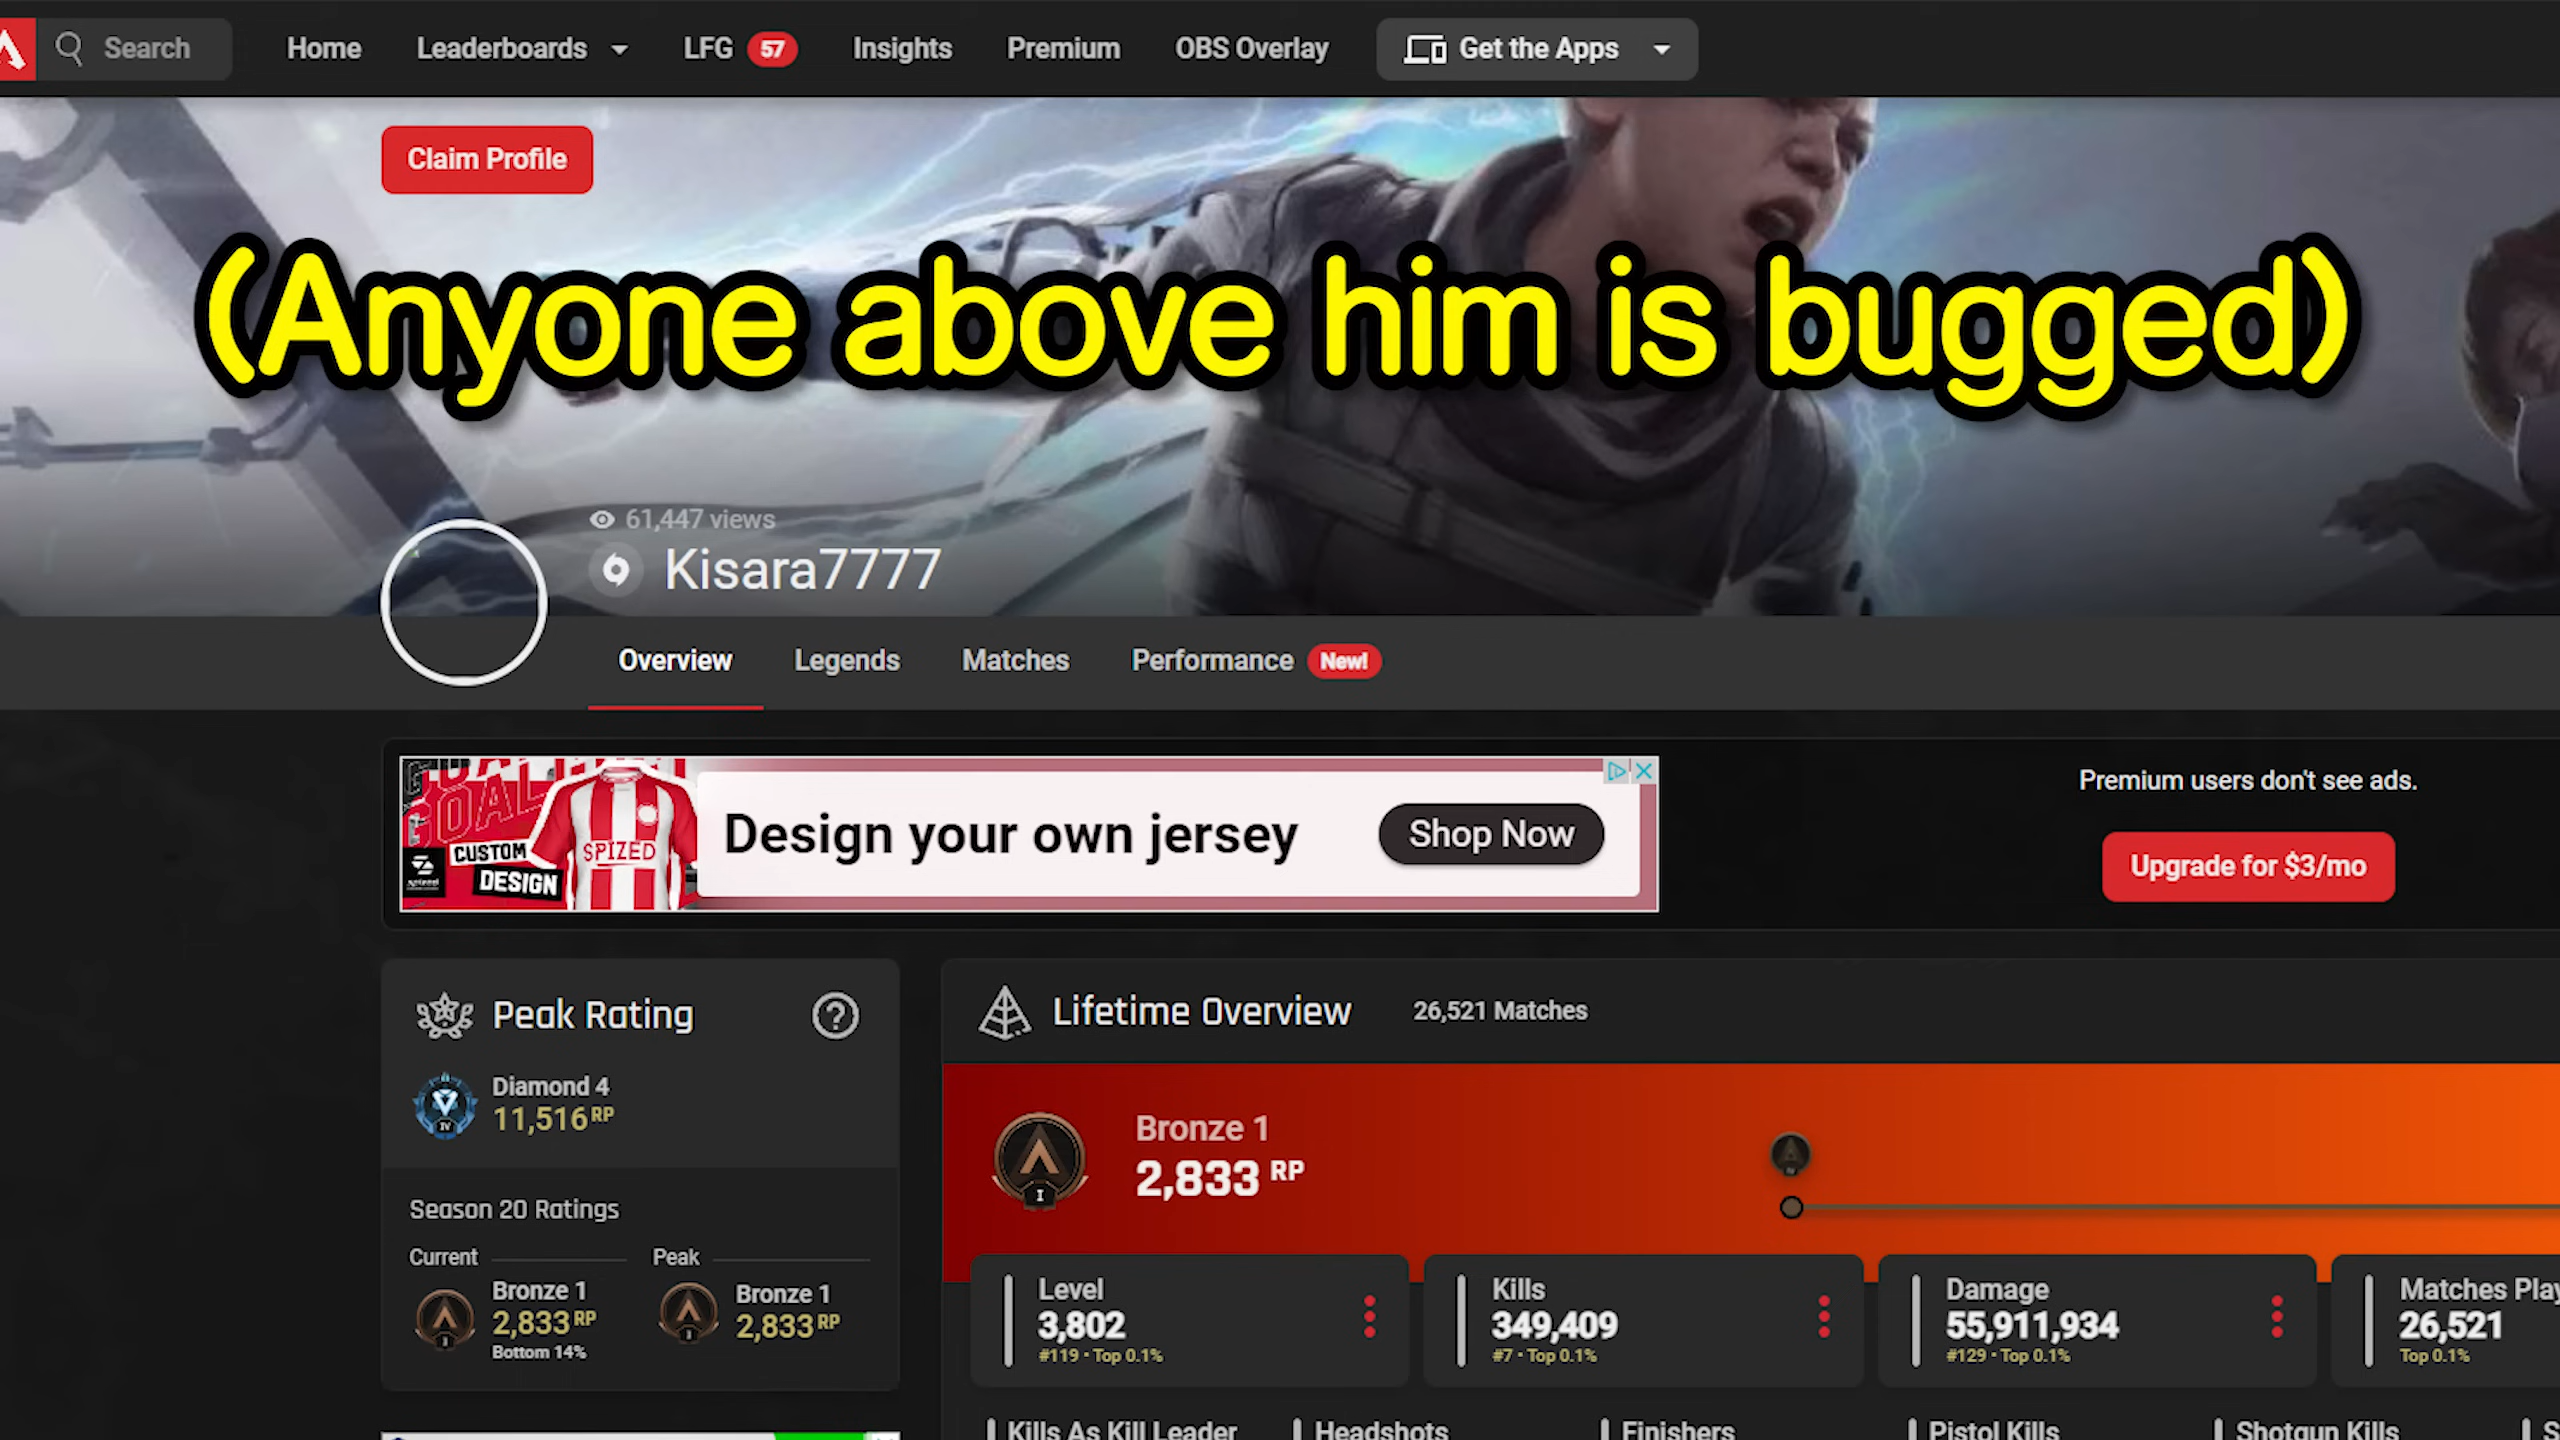 Search Home Leaderboards LFG 57 Insights Premium OBS Overlay Get the Apps
Claim Profile
(Anyone above him is bugged)
61,447 views
Kisara7777
Overview Legends Matches Performance New!
CUSTOM
DESIGN
SPIZED
Design your own jersey
Shop Now
Premium users don't see ads.
Upgrade for $3/mo
Peak Rating
Diamond 4
11,516 RP
Season 20 Ratings
Current
Bronze 1
2,833 RP
Bottom 14%
Peak
Bronze 1
2,833 RP
Lifetime Overview 26,521 Matches
Bronze 1
2,833 RP
Level
3,802
#119 • Top 0.1%
Kills
349,409
#7 • Top 0.1%
Damage
55,911,934
#129 • Top 0.1%
Matches Play
26,521
Top 0.1%
Kills As Kill Leader Headshots Finishers Pistol Kills Shotgun Kills S